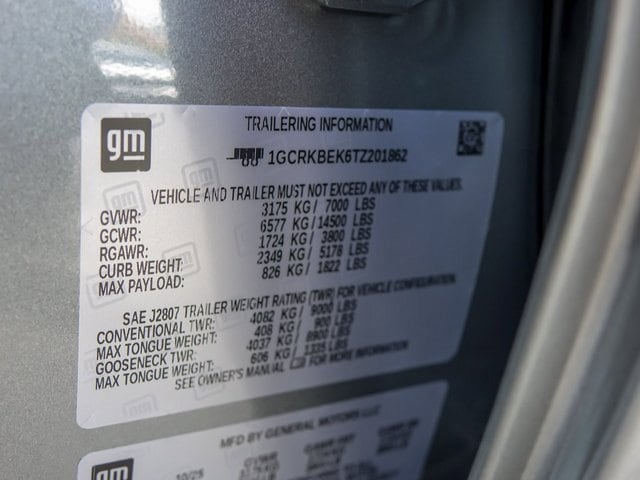 gm
TRAILERING INFORMATION
1GCRKBEK6TZ201862
VEHICLE AND TRAILER MUST NOT EXCEED ANY OF THESE VALUES.
GVWR: 3175 KG/ 7000 LBS
GCWR: 6577 KG/14500 LBS
RGAWR: 1724 KG/ 3800 LBS
CURB WEIGHT: 2349 KG/ 5178 LBS
MAX PAYLOAD: 826 KG/ 1822 LBS
SAE J2807 TRAILER WEIGHT RATING (TWR) FOR VEHICLE CONFIGURATION.
CONVENTIONAL TWR: 4082 KG/ 9000 LBS
MAX TONGUE WEIGHT: 408 KG/ 900 LBS
GOOSENECK TWR: 4037 KG/ 8900 LBS
MAX TONGUE WEIGHT: 606 KG/ 1335 LBS
SEE OWNER'S MANUAL FOR MORE INFORMATION
gm
MFD BY GENERAL MOTORS LLC
10/25 GVWR